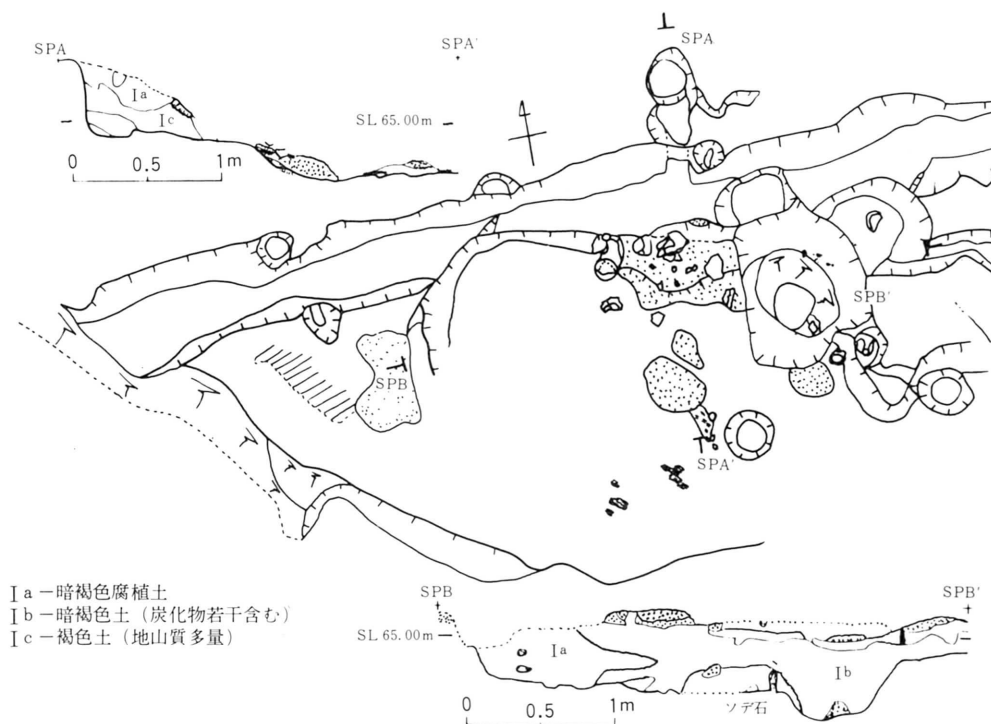 SPA
SPA'
SPA
Ⅰa
Ⅰc
SL 65.00m
0 0.5 1m
SPB'
SPB
SPA'
Ⅰa－暗褐色腐植土
Ⅰb－暗褐色土（炭化物若干含む）
Ⅰc－褐色土（地山質多量）
SPB
SPB'
SL 65.00m
Ⅰa
Ⅰb
ソデ石
0 0.5 1m